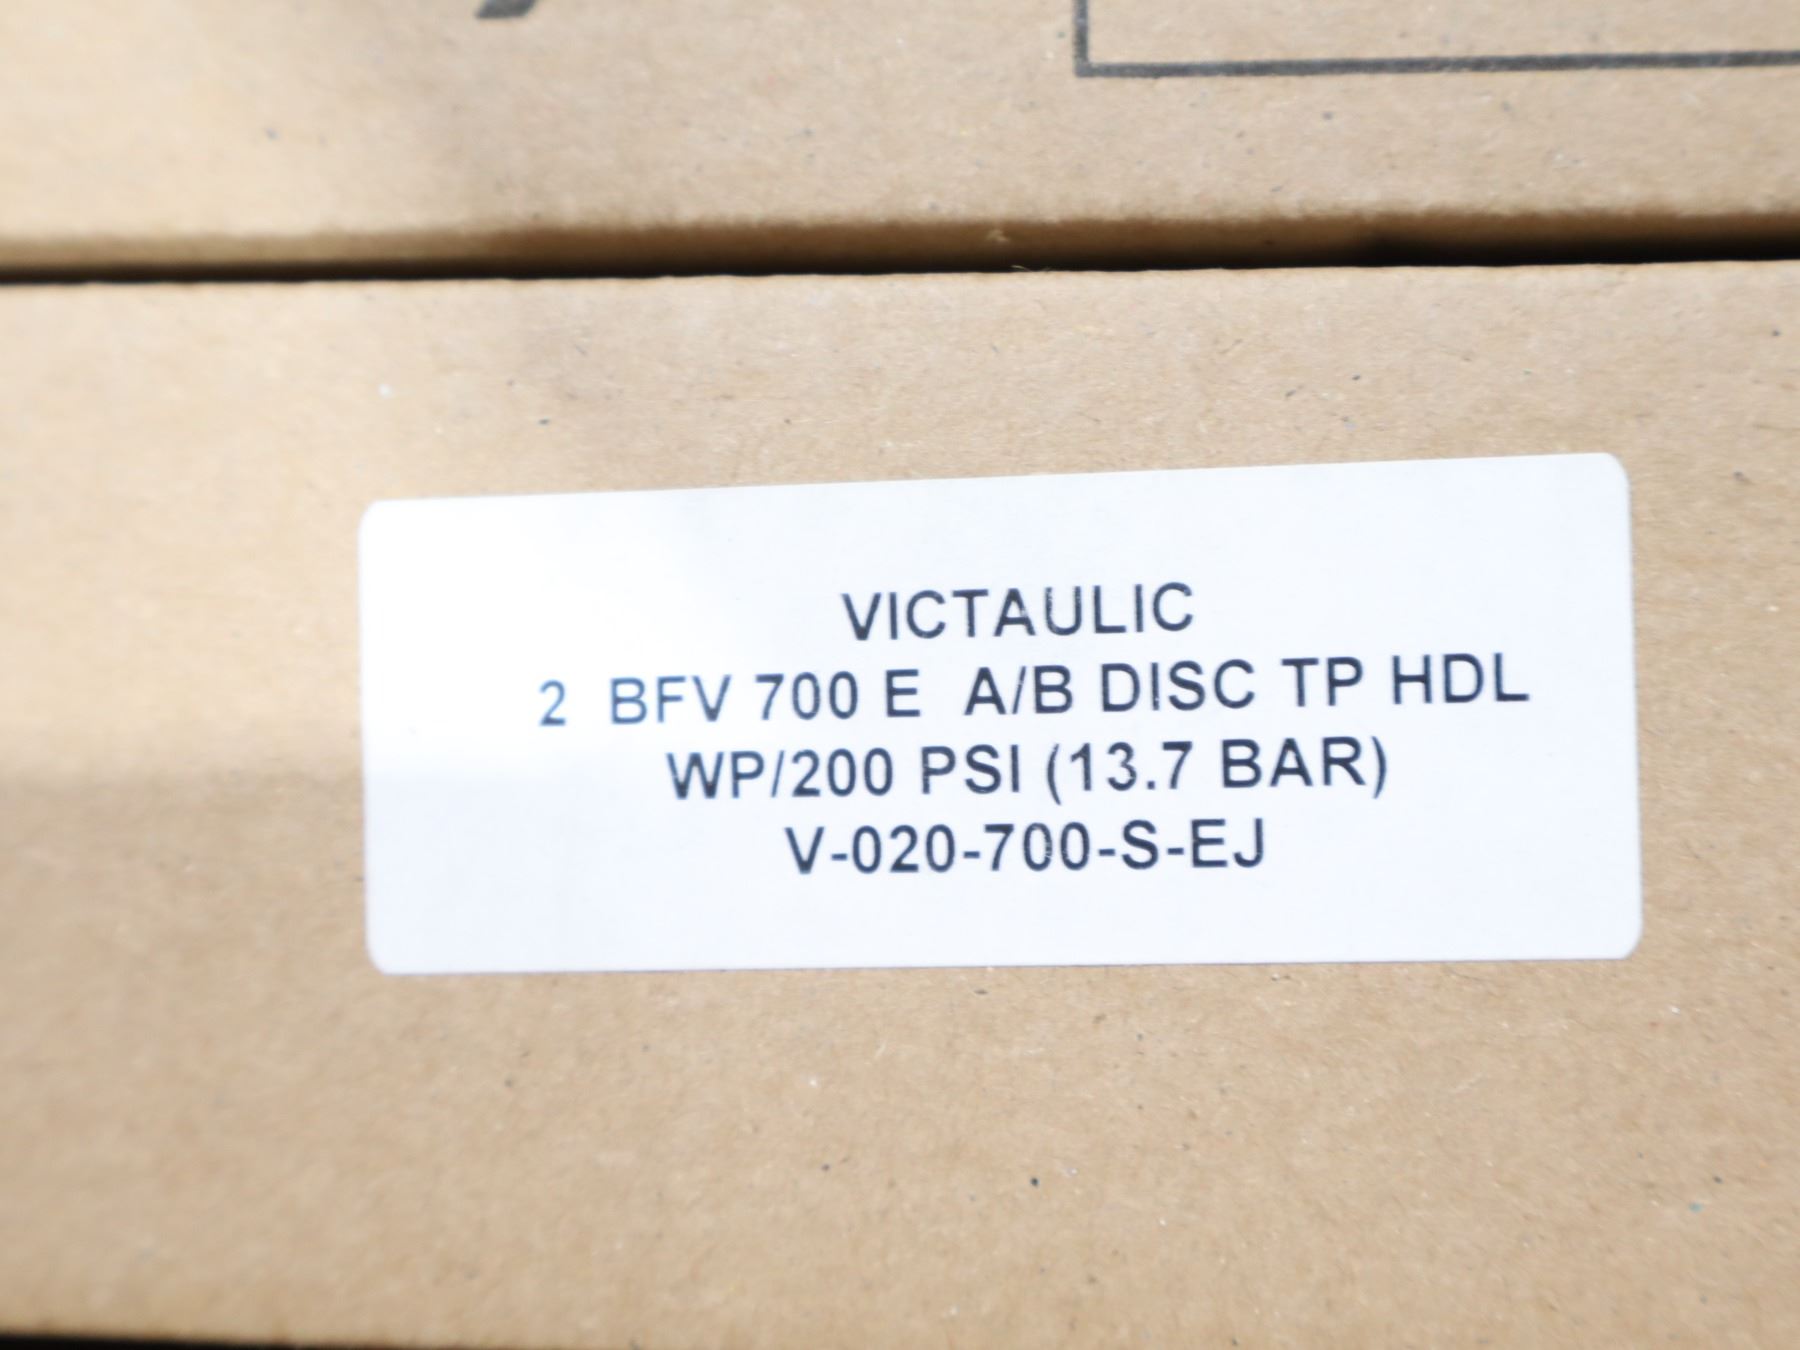 VICTAULIC
2 BFV 700 E A/B DISC TP HDL
WP/200 PSI (13.7 BAR)
V-020-700-S-EJ